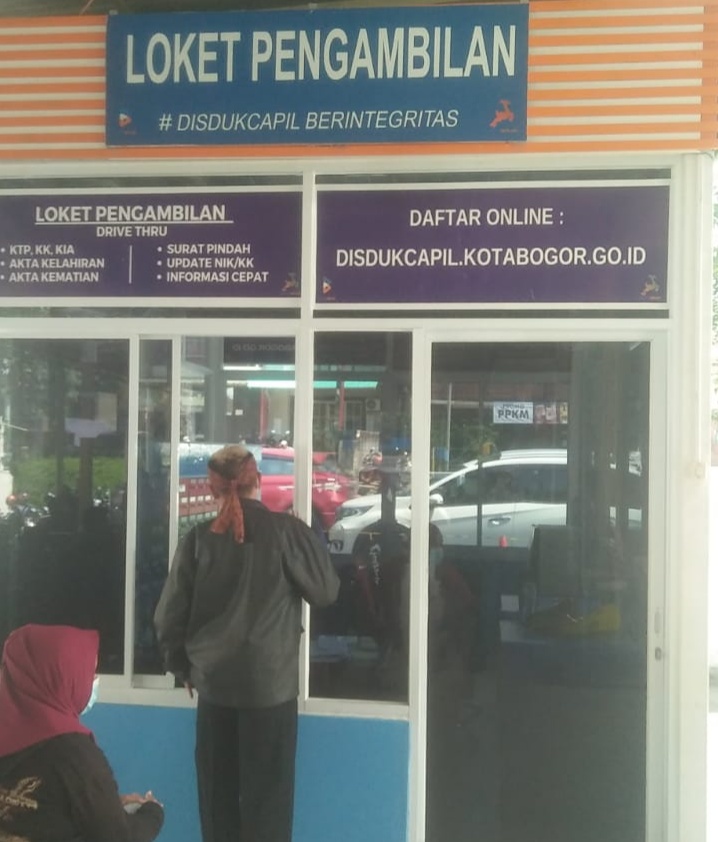 LOKET PENGAMBILAN
# DISDUKCAPIL BERINTEGRITAS
LOKET PENGAMBILAN
DRIVE THRU
• KTP, KK, KIA
• AKTA KELAHIRAN
• AKTA KEMATIAN
• SURAT PINDAH
• UPDATE NIK/KK
• INFORMASI CEPAT
DAFTAR ONLINE :
DISDUKCAPIL.KOTABOGOR.GO.ID
PPKM